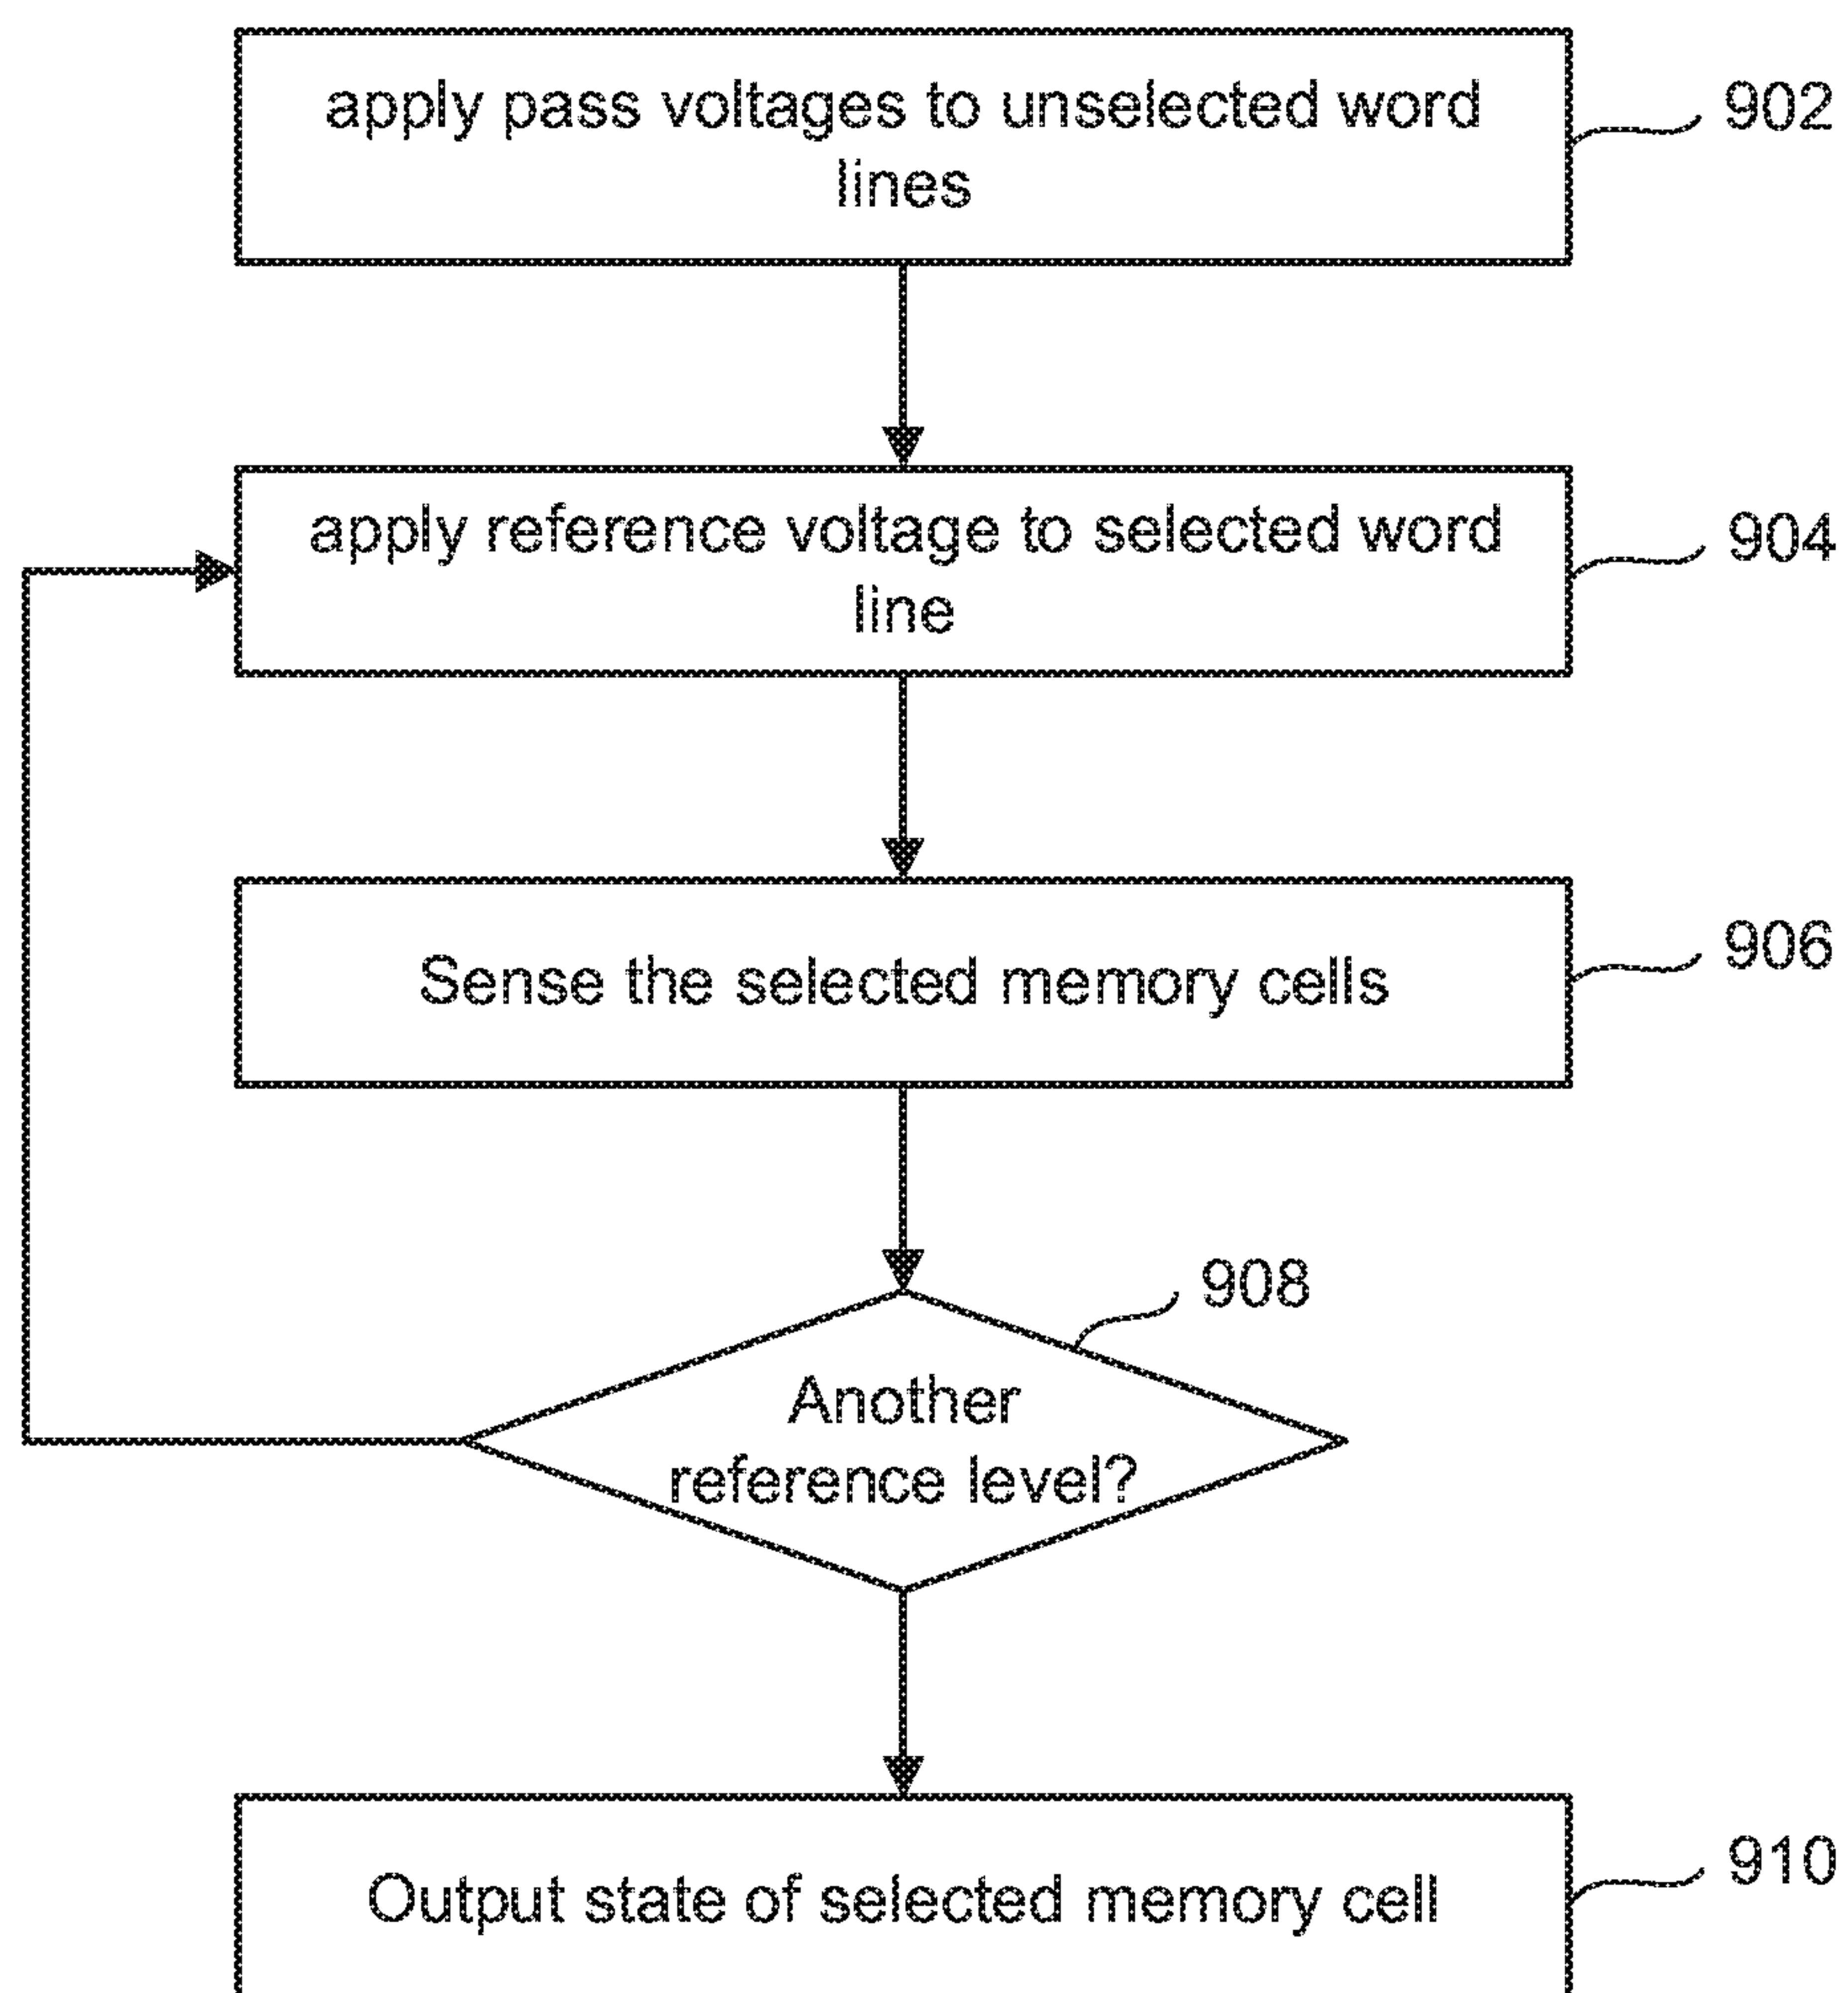 apply pass voltages to unselected word
lines
902
apply reference voltage to selected word
line
904
Sense the selected memory cells
906
908
Another
reference level?
Output state of selected memory cell
910